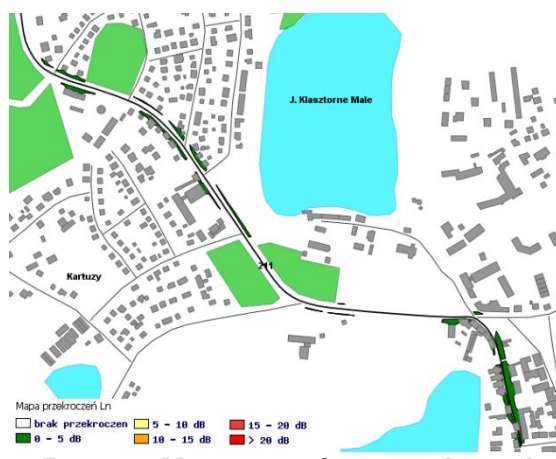 J. Klasztorne Male
Kartuzy
211
Mapa przekroczeń Ln
brak przekroczen
5 - 10 dB
15 - 20 dB
0 - 5 dB
10 - 15 dB
> 20 dB